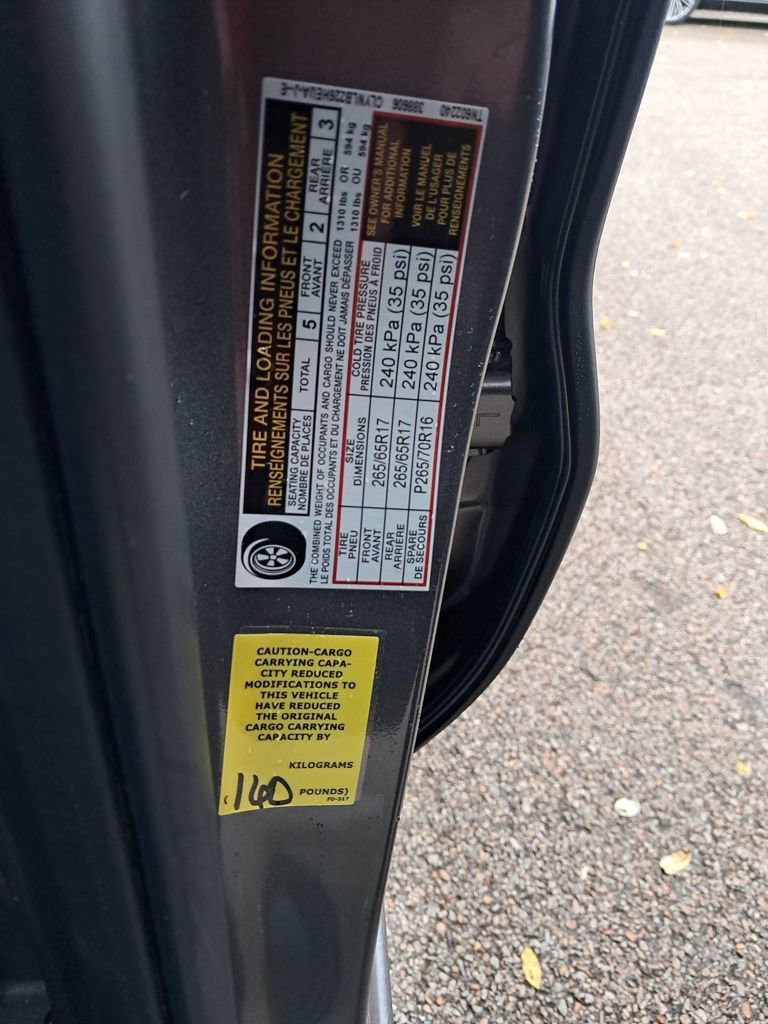 TN602240 388606 CLYNLB226HEUA-J-E
TIRE AND LOADING INFORMATION
RENSEIGNEMENTS SUR LES PNEUS ET LE CHARGEMENT
SEATING CAPACITY
NOMBRE DE PLACES
TOTAL 5
FRONT
AVANT 2
REAR
ARRIÈRE 3
THE COMBINED WEIGHT OF OCCUPANTS AND CARGO SHOULD NEVER EXCEED 1310 lbs OR 594 kg
LE POIDS TOTAL DES OCCUPANTS ET DU CHARGEMENT NE DOIT JAMAIS DÉPASSER 1310 lbs OU 594 kg
TIRE
PNEU
SIZE
DIMENSIONS
COLD TIRE PRESSURE
PRESSION DES PNEUS À FROID
FRONT
AVANT
265/65R17
240 kPa (35 psi)
REAR
ARRIÈRE
265/65R17
240 kPa (35 psi)
SPARE
DE SECOURS
P265/70R16
240 kPa (35 psi)
SEE OWNER'S MANUAL
FOR ADDITIONAL
INFORMATION
VOIR LE MANUEL
DE L'USAGER
POUR PLUS DE
RENSEIGNEMENTS
CAUTION-CARGO
CARRYING CAPA-
CITY REDUCED
MODIFICATIONS TO
THIS VEHICLE
HAVE REDUCED
THE ORIGINAL
CARGO CARRYING
CAPACITY BY
KILOGRAMS
(140 POUNDS)
FD-317